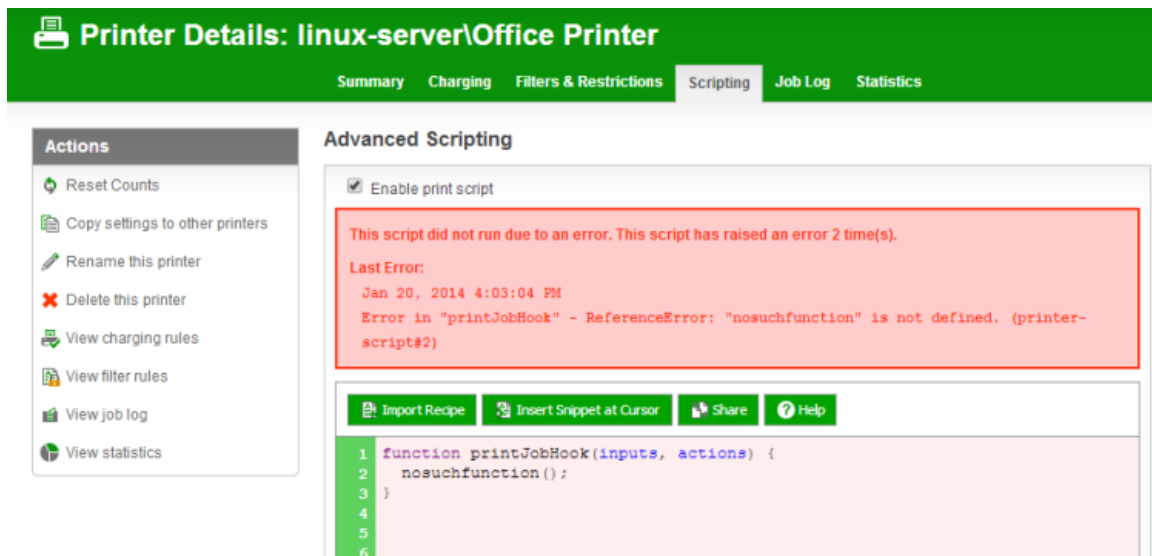 Printer Details: linux-server\Office Printer
Summary Charging Filters & Restrictions Scripting Job Log Statistics
Actions
Reset Counts
Copy settings to other printers
Rename this printer
Delete this printer
View charging rules
View filter rules
View job log
View statistics
Advanced Scripting
Enable print script
This script did not run due to an error. This script has raised an error 2 time(s).
Last Error:
Jan 20, 2014 4:03:04 PM
Error in "printJobHook" - ReferenceError: "nosuchfunction" is not defined. (printer-
script#2)
Import Recipe Insert Snippet at Cursor Share Help
1 function printJobHook(inputs, actions) {
2 nosuchfunction();
3 }
4
5
6